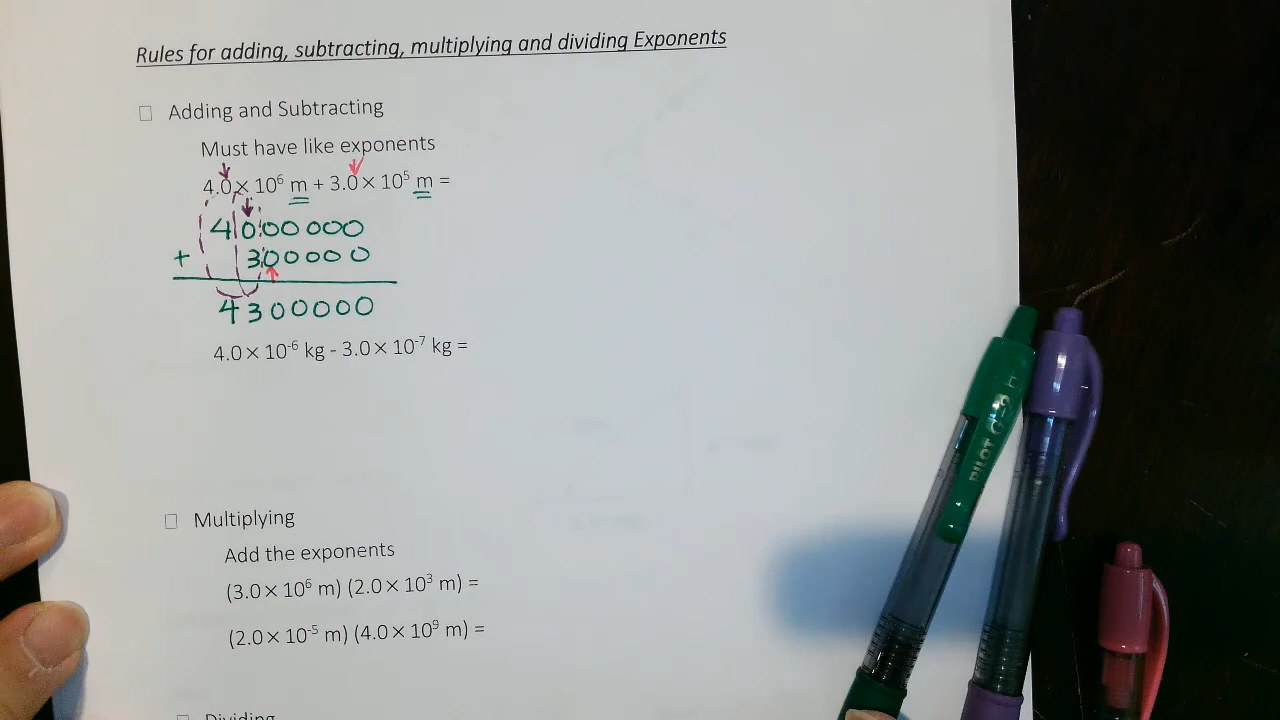 Rules for adding, subtracting, multiplying and dividing Exponents
Adding and Subtracting
Must have like exponents
4.0 × 10⁶ m + 3.0 × 10⁵ m =
4000000
+ 300000
4300000
4.0 × 10⁻⁶ kg - 3.0 × 10⁻⁷ kg =
Multiplying
Add the exponents
(3.0 × 10⁶ m) (2.0 × 10³ m) =
(2.0 × 10⁻⁵ m) (4.0 × 10⁹ m) =
Dividing
PILOT G-2